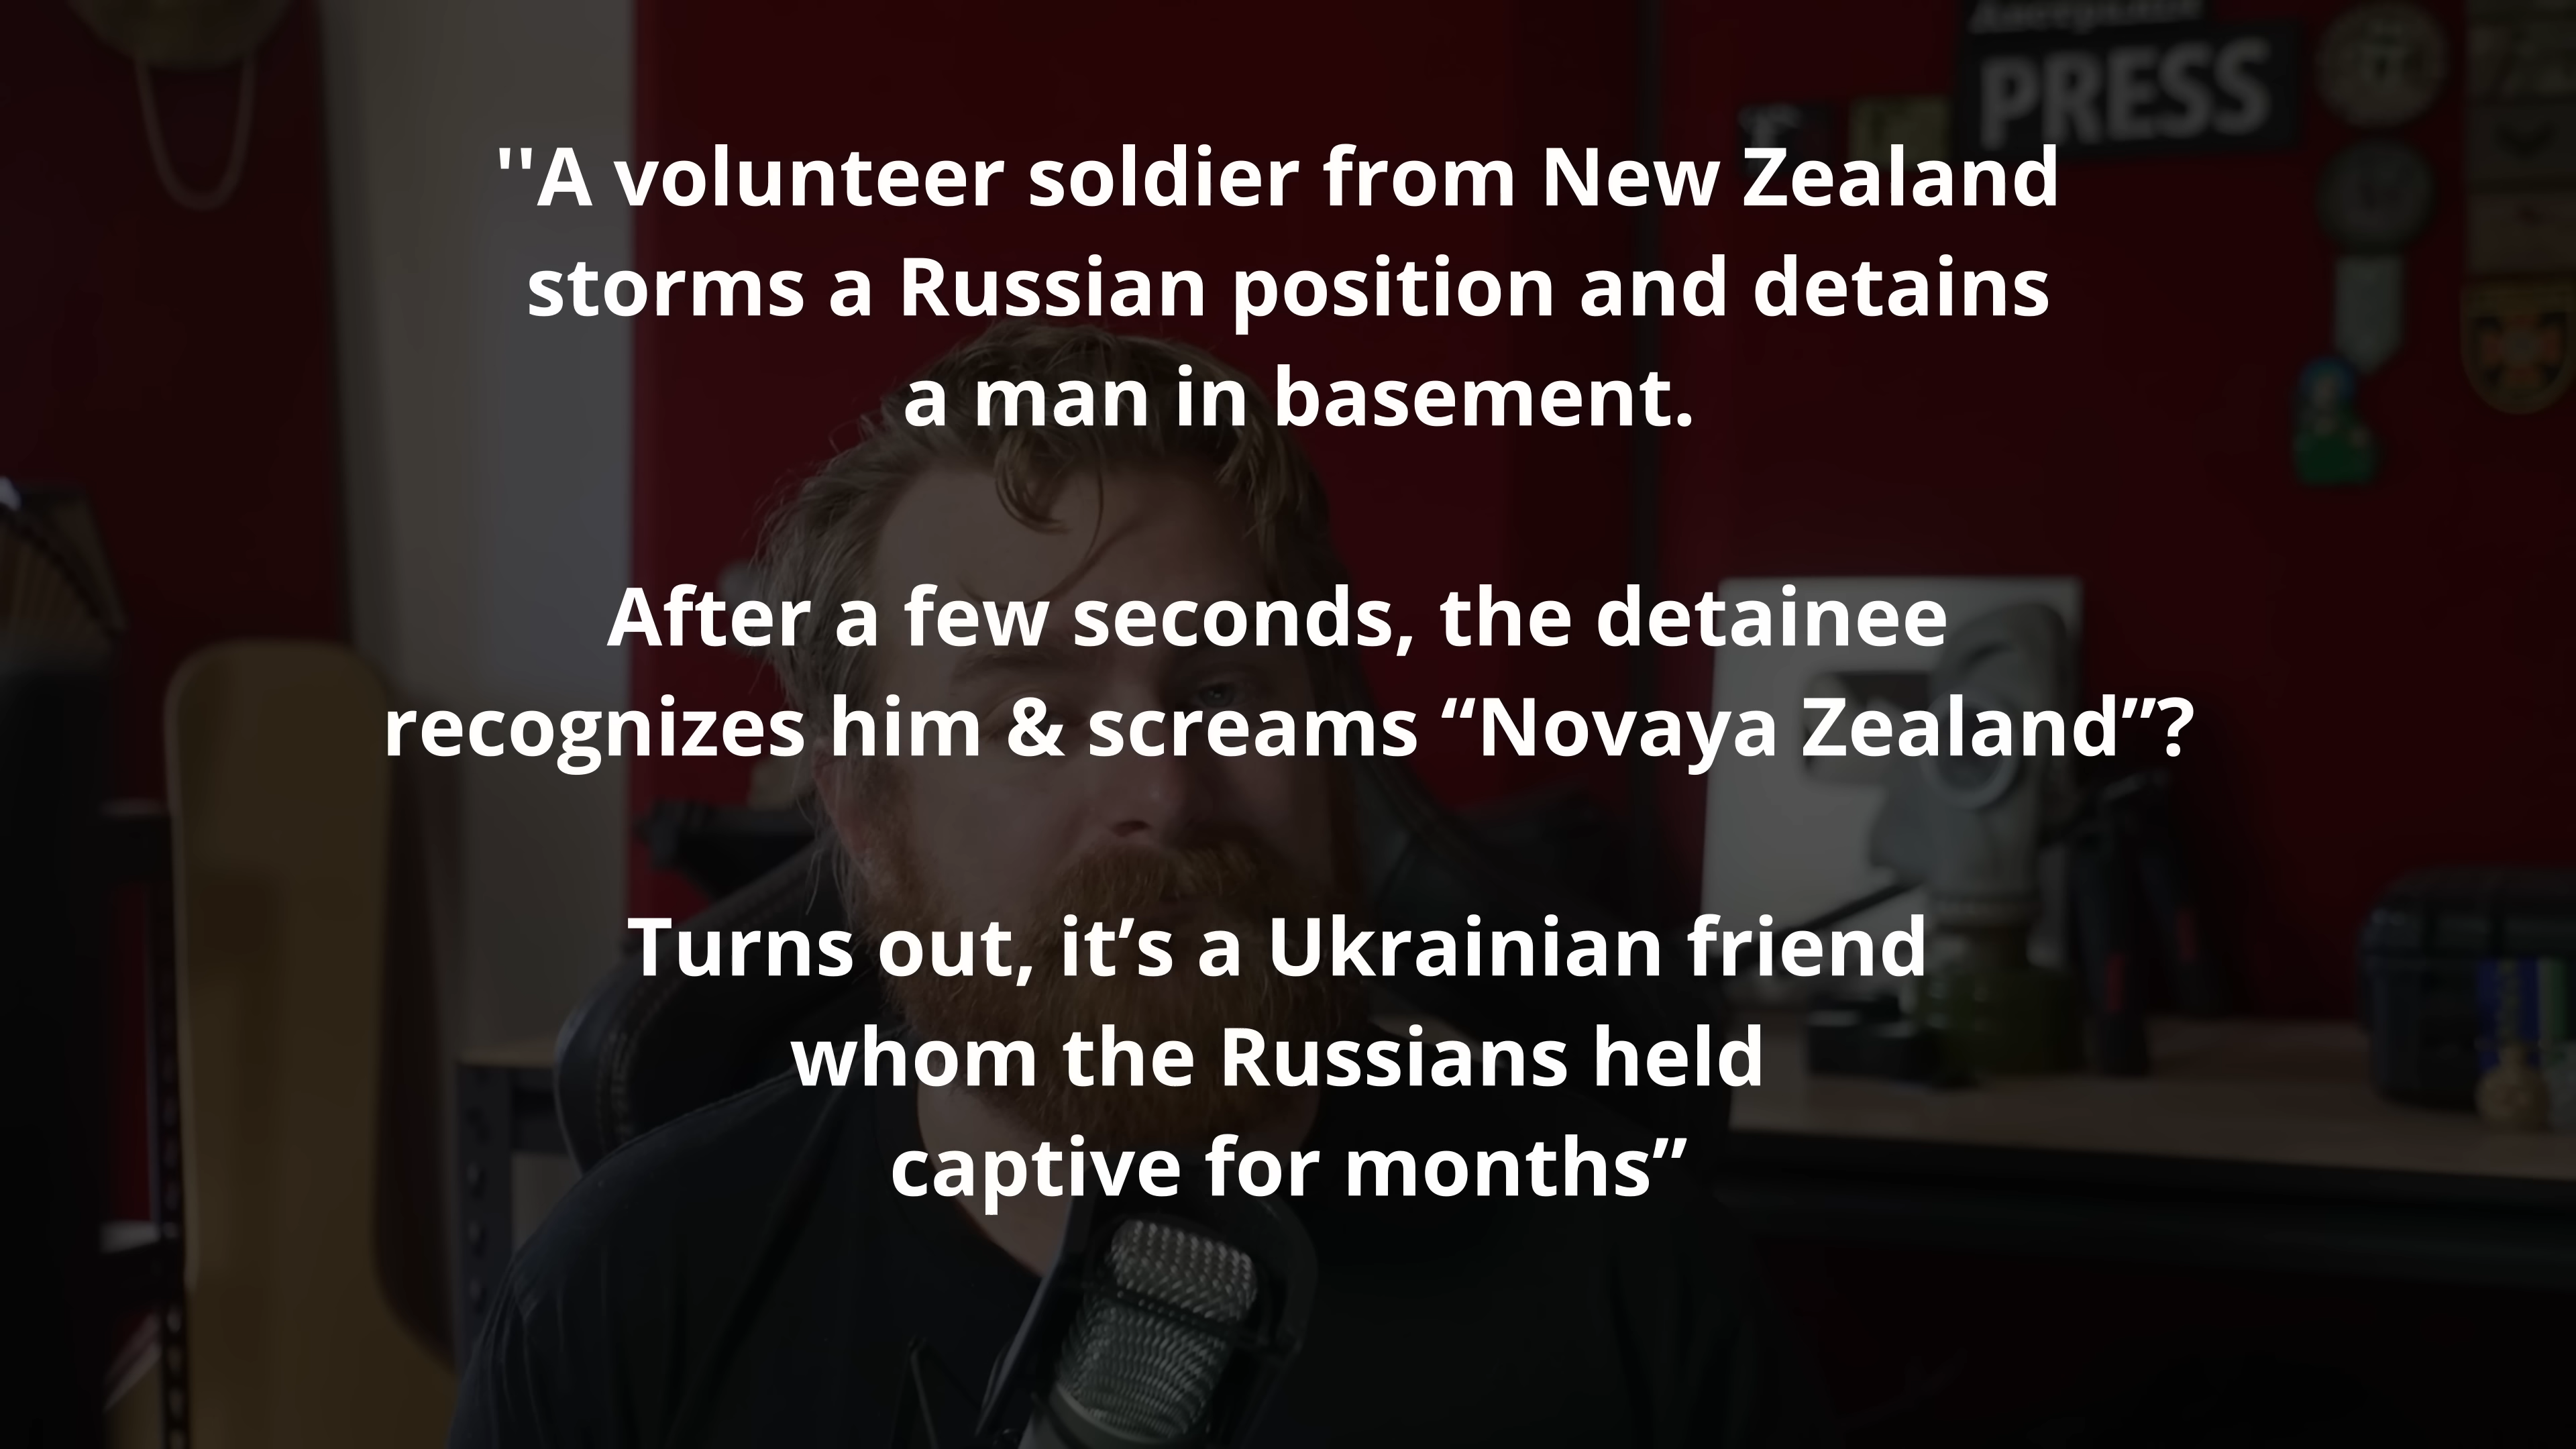 PRESS
''A volunteer soldier from New Zealand
storms a Russian position and detains
a man in basement.
After a few seconds, the detainee
recognizes him & screams “Novaya Zealand”?
Turns out, it’s a Ukrainian friend
whom the Russians held
captive for months”